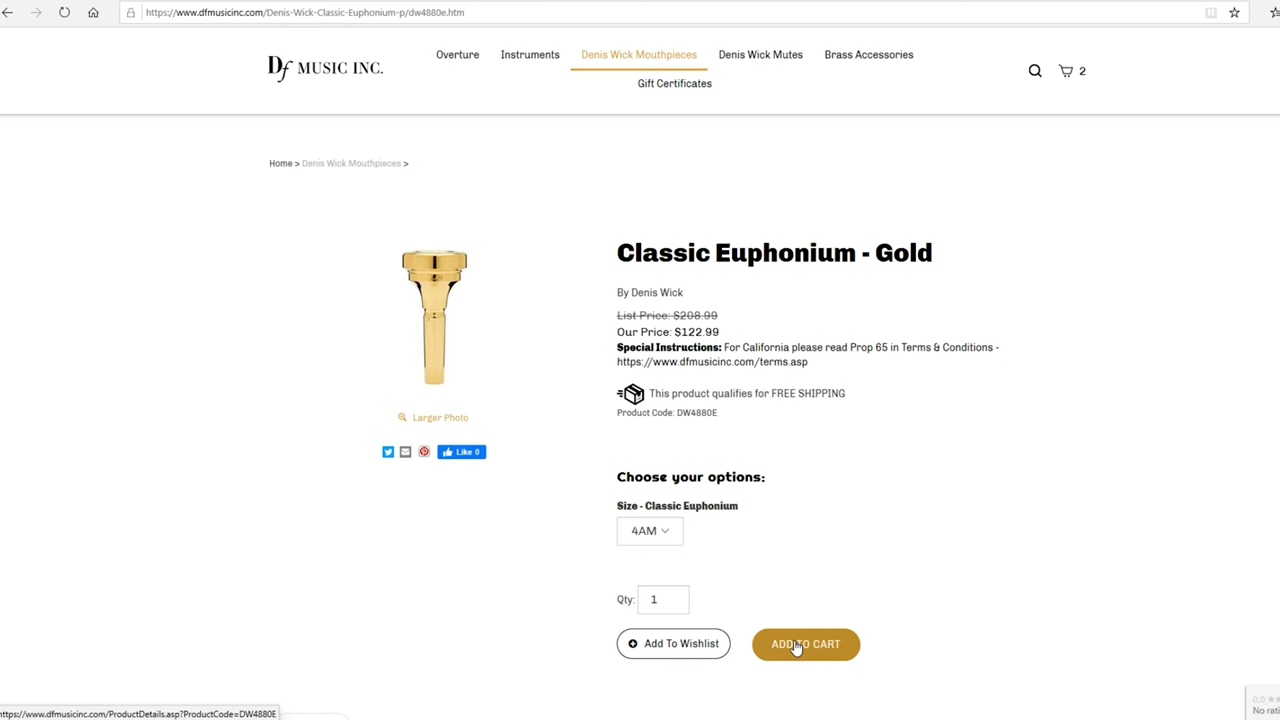 https://www.dfmusicinc.com/Denis-Wick-Classic-Euphonium-p/dw4880e.htm
Df MUSIC INC.
Overture Instruments Denis Wick Mouthpieces Denis Wick Mutes Brass Accessories
Gift Certificates
2
Home > Denis Wick Mouthpieces >
Classic Euphonium - Gold
By Denis Wick
List Price: $208.99
Our Price: $122.99
Special Instructions: For California please read Prop 65 in Terms & Conditions -
https://www.dfmusicinc.com/terms.asp
This product qualifies for FREE SHIPPING
Product Code: DW4880E
Larger Photo
Like 0
Choose your options:
Size - Classic Euphonium
4AM
Qty: 1
Add To Wishlist
ADD TO CART
0.0
No rati
https://www.dfmusicinc.com/ProductDetails.asp?ProductCode=DW4880E